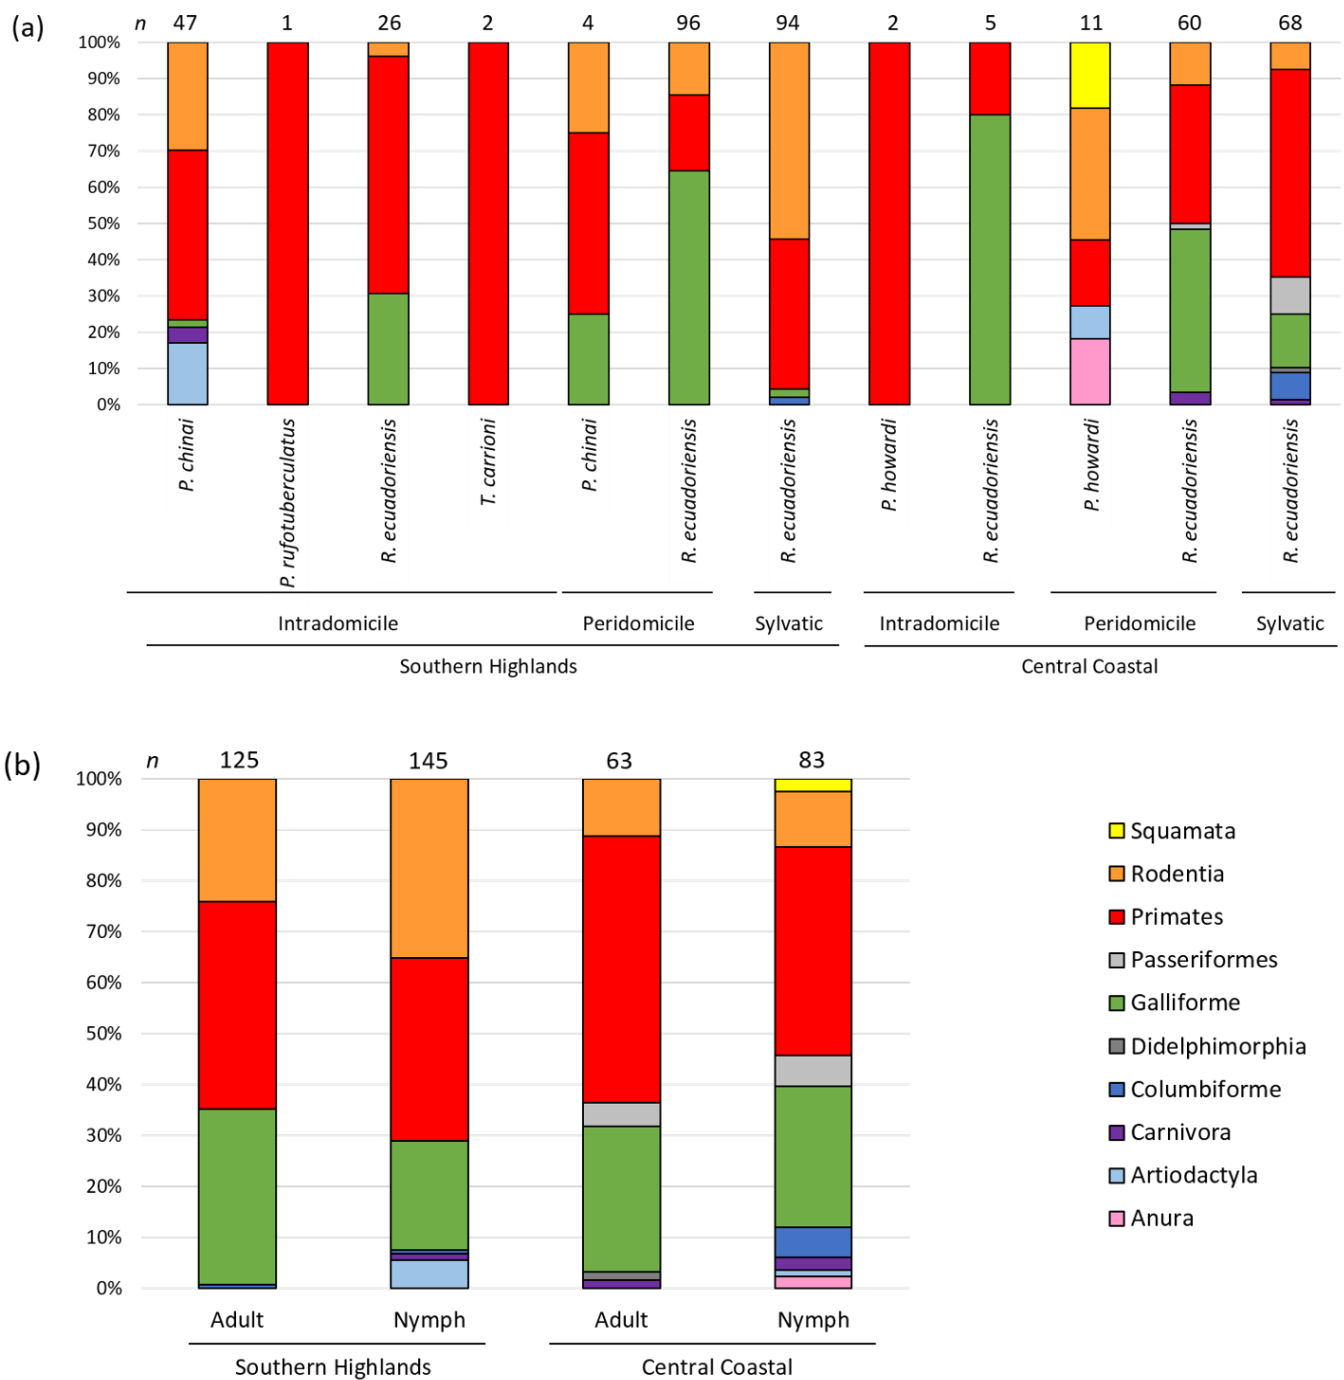 (a)
n 47 1 26 2 4 96 94 2 5 11 60 68
100%
90%
80%
70%
60%
50%
40%
30%
20%
10%
0%
P. chinai
P. rufotuberculatus
R. ecuadoriensis
T. carrioni
P. chinai
R. ecuadoriensis
R. ecuadoriensis
P. howardi
R. ecuadoriensis
P. howardi
R. ecuadoriensis
R. ecuadoriensis
Intradomicile Peridomicile Sylvatic Intradomicile Peridomicile Sylvatic
Southern Highlands Central Coastal
(b)
n 125 145 63 83
100%
90%
80%
70%
60%
50%
40%
30%
20%
10%
0%
Adult Nymph Adult Nymph
Southern Highlands Central Coastal
Squamata
Rodentia
Primates
Passeriformes
Galliforme
Didelphimorphia
Columbiforme
Carnivora
Artiodactyla
Anura